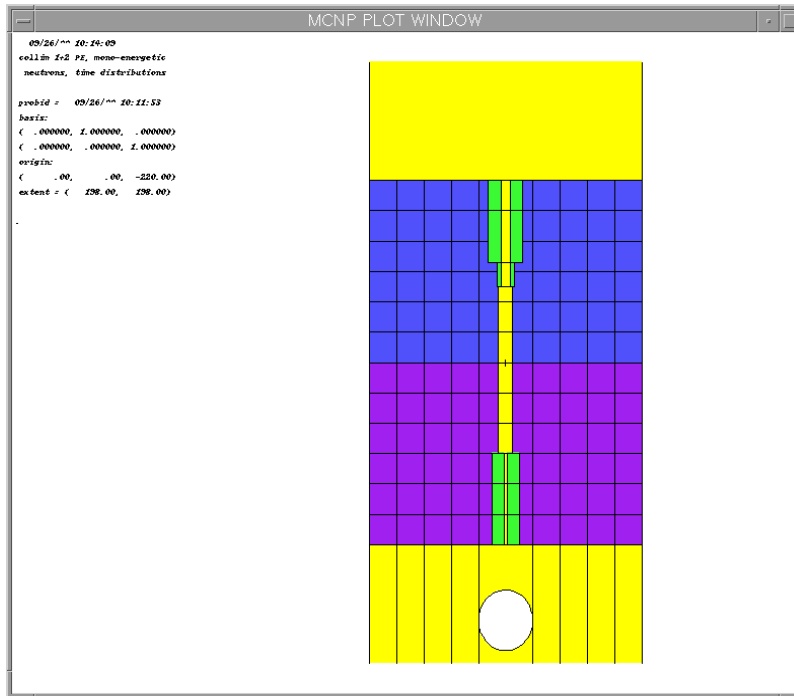 MCNP PLOT WINDOW
09/26/^^ 10:14:09
collim 1+2 PE, mono-energetic
neutrons, time distributions
probid = 09/26/^^ 10:11:53
basis:
( .000000, 1.000000, .000000)
( .000000, .000000, 1.000000)
origin:
( .00, .00, -220.00)
extent = ( 198.00, 198.00)